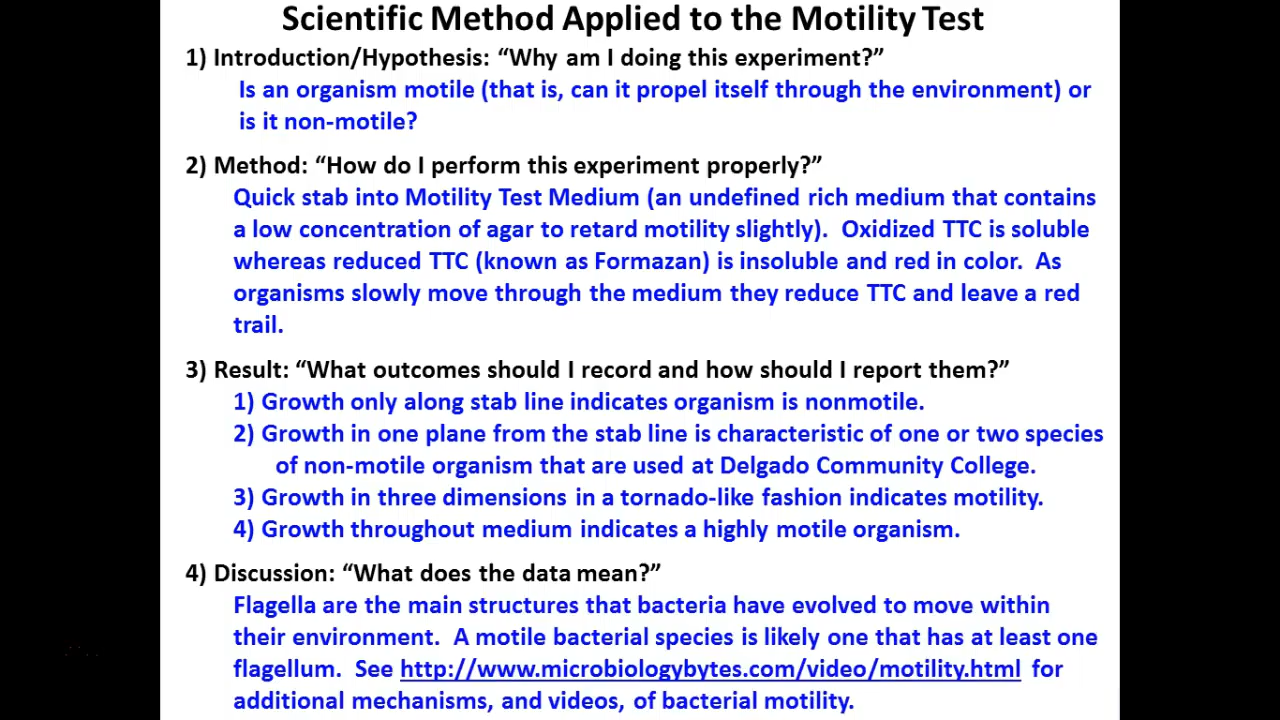 Scientific Method Applied to the Motility Test
1) Introduction/Hypothesis: “Why am I doing this experiment?”
Is an organism motile (that is, can it propel itself through the environment) or
is it non-motile?
2) Method: “How do I perform this experiment properly?”
Quick stab into Motility Test Medium (an undefined rich medium that contains
a low concentration of agar to retard motility slightly).  Oxidized TTC is soluble
whereas reduced TTC (known as Formazan) is insoluble and red in color.  As
organisms slowly move through the medium they reduce TTC and leave a red
trail.
3) Result: “What outcomes should I record and how should I report them?”
1) Growth only along stab line indicates organism is nonmotile.
2) Growth in one plane from the stab line is characteristic of one or two species
of non-motile organism that are used at Delgado Community College.
3) Growth in three dimensions in a tornado-like fashion indicates motility.
4) Growth throughout medium indicates a highly motile organism.
4) Discussion: “What does the data mean?”
Flagella are the main structures that bacteria have evolved to move within
their environment.  A motile bacterial species is likely one that has at least one
flagellum.  See http://www.microbiologybytes.com/video/motility.html for
additional mechanisms, and videos, of bacterial motility.